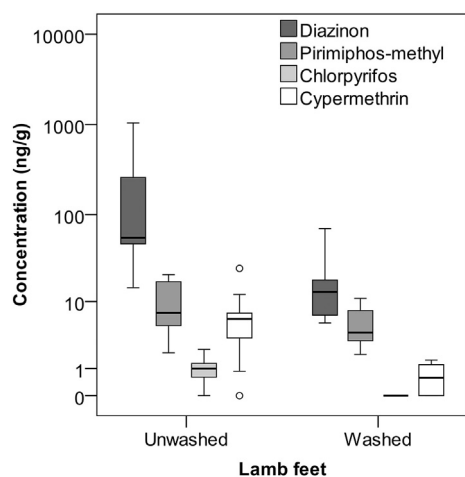 10000
1000
100
10
1
0
Concentration (ng/g)
Diazinon
Pirimiphos-methyl
Chlorpyrifos
Cypermethrin
Unwashed
Washed
Lamb feet